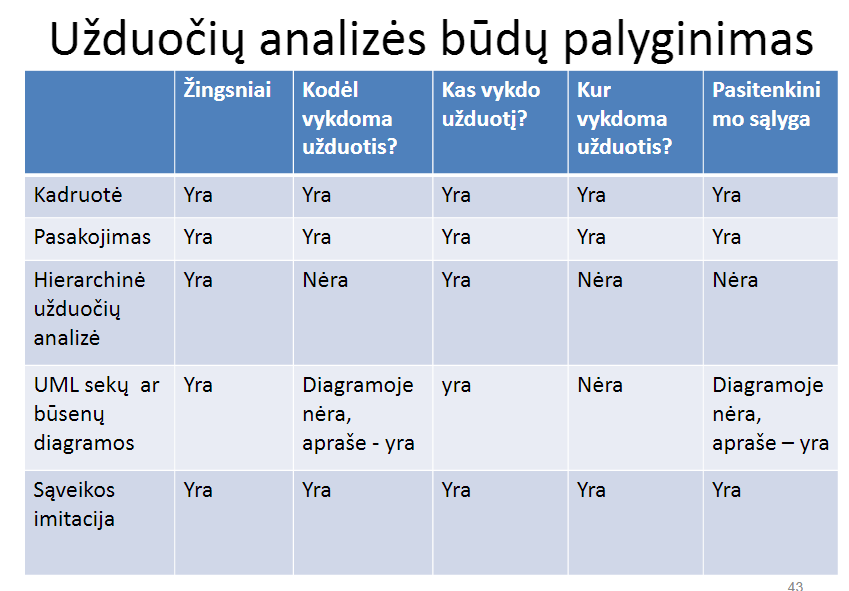 Užduočių analizės būdų palyginimas
Žingsniai
Kodėl
vykdoma
užduotis?
Kas vykdo
užduotį?
Kur
vykdoma
užduotis?
Pasitenkini
mo sąlyga
Kadruotė Yra Yra Yra Yra Yra
Pasakojimas Yra Yra Yra Yra Yra
Hierarchinė
užduočių
analizė
Yra Nėra Yra Nėra Nėra
UML sekų ar
būsenų
diagramos
Yra
Diagramoje
nėra,
apraše - yra
yra
Nėra
Diagramoje
nėra,
apraše – yra
Sąveikos
imitacija
Yra Yra Yra Yra Yra
43